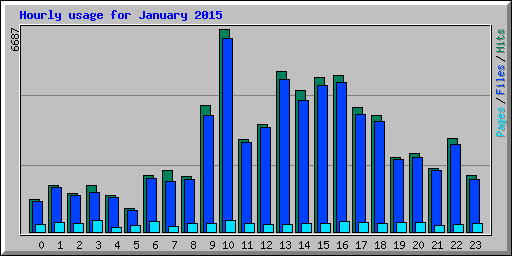 Hourly usage for January 2015
6687
Pages/Files/Hits
0 1 2 3 4 5 6 7 8 9 10 11 12 13 14 15 16 17 18 19 20 21 22 23